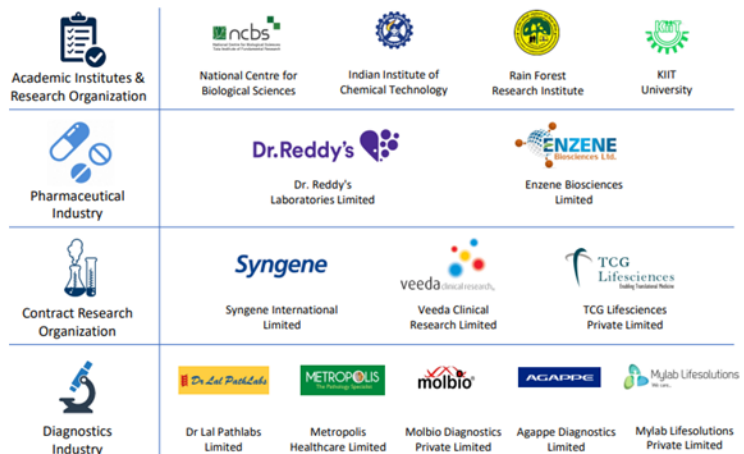 ncbs
National Centre for Biological Sciences
Tata Institute of Fundamental Research
KIIT
Academic Institutes &
Research Organization
National Centre for
Biological Sciences
Indian Institute of
Chemical Technology
Rain Forest
Research Institute
KIIT
University
Dr.Reddy's
ENZENE
Biosciences Ltd.
Pharmaceutical
Industry
Dr. Reddy's
Laboratories Limited
Enzene Biosciences
Limited
Syngene
veeda clinical research
TCG
Lifesciences
Enabling Translational Medicine
Contract Research
Organization
Syngene International
Limited
Veeda Clinical
Research Limited
TCG Lifesciences
Private Limited
Dr Lal PathLabs
METROPOLIS
The Pathology Specialist
molbio
AGAPPE
Mylab Lifesolutions
We care..
Diagnostics
Industry
Dr Lal Pathlabs
Limited
Metropolis
Healthcare Limited
Molbio Diagnostics
Private Limited
Agappe Diagnostics
Limited
Mylab Lifesolutions
Private Limited